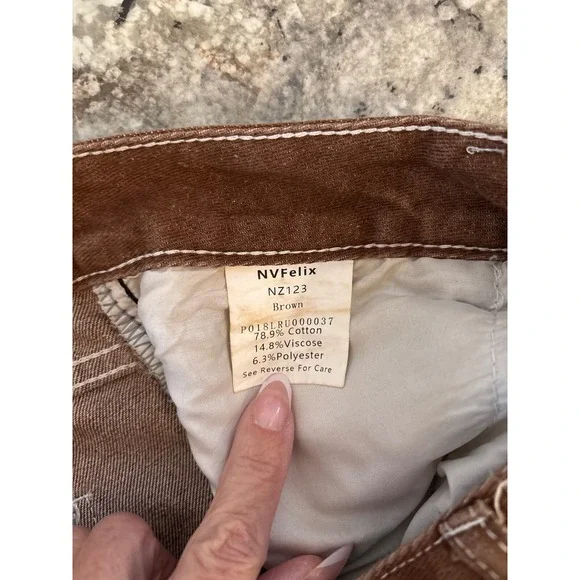 NVFelix
NZ123
Brown
P018LRU000037
78.9% Cotton
14.8%Viscose
6.3%Polyester
See Reverse For Care